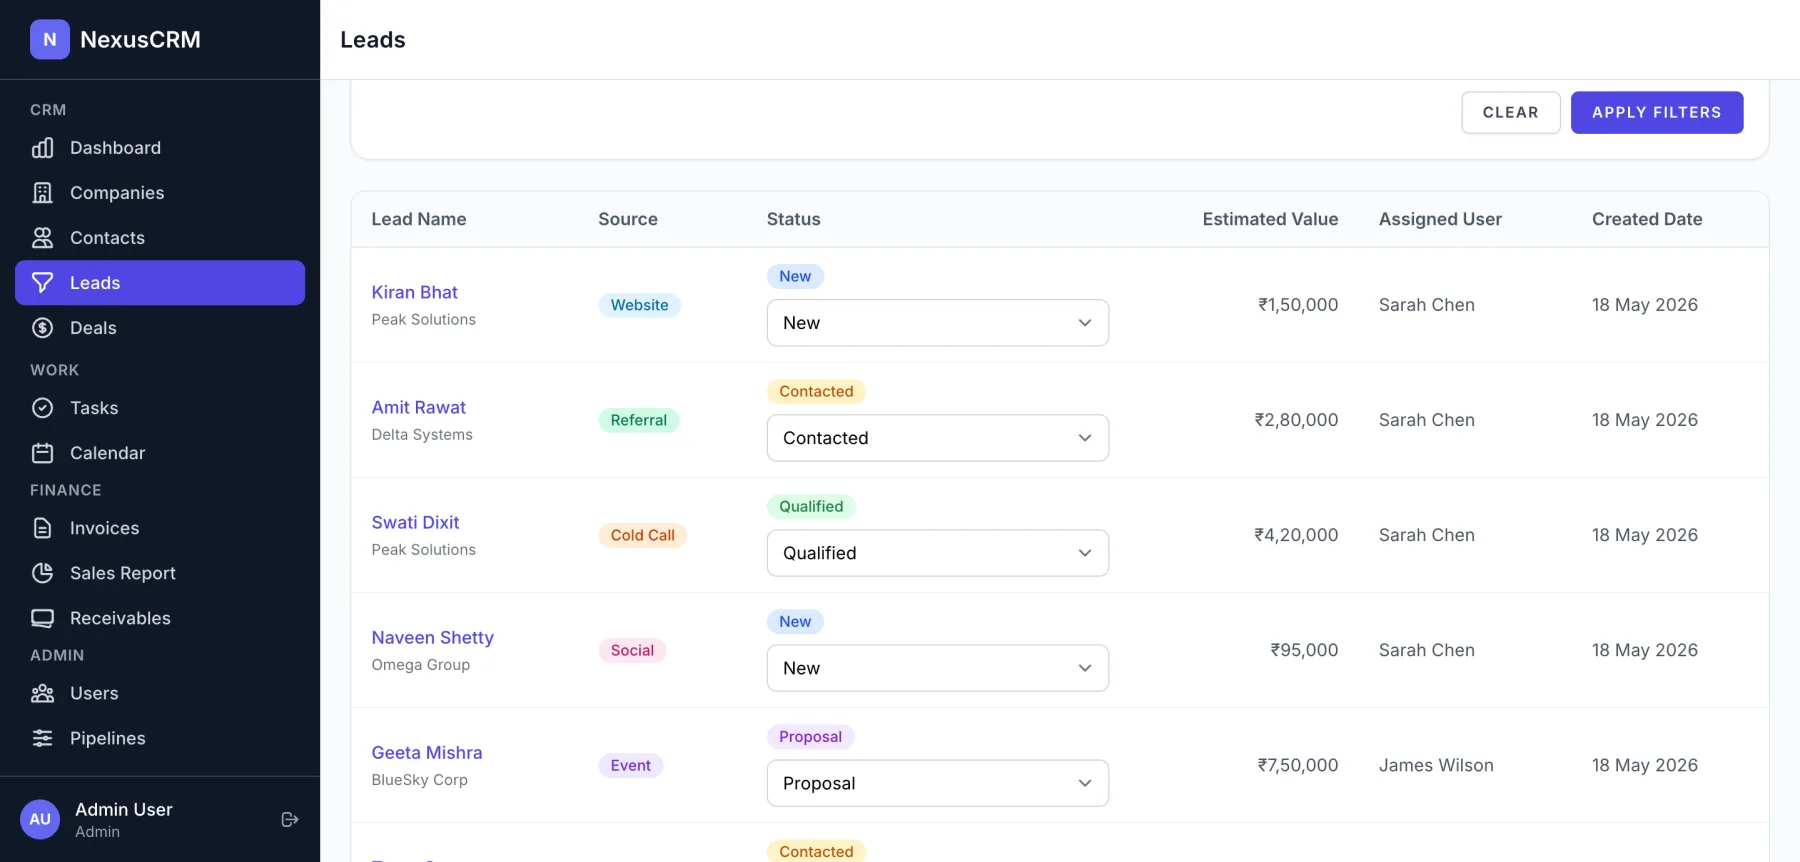 N NexusCRM
CRM
Dashboard
Companies
Contacts
Leads
Deals
WORK
Tasks
Calendar
FINANCE
Invoices
Sales Report
Receivables
ADMIN
Users
Pipelines
AU Admin User
Admin
Leads
CLEAR APPLY FILTERS
Lead Name Source Status Estimated Value Assigned User Created Date
Kiran Bhat
Peak Solutions
Website
New
New
₹1,50,000 Sarah Chen 18 May 2026
Amit Rawat
Delta Systems
Referral
Contacted
Contacted
₹2,80,000 Sarah Chen 18 May 2026
Swati Dixit
Peak Solutions
Cold Call
Qualified
Qualified
₹4,20,000 Sarah Chen 18 May 2026
Naveen Shetty
Omega Group
Social
New
New
₹95,000 Sarah Chen 18 May 2026
Geeta Mishra
BlueSky Corp
Event
Proposal
Proposal
₹7,50,000 James Wilson 18 May 2026
Contacted